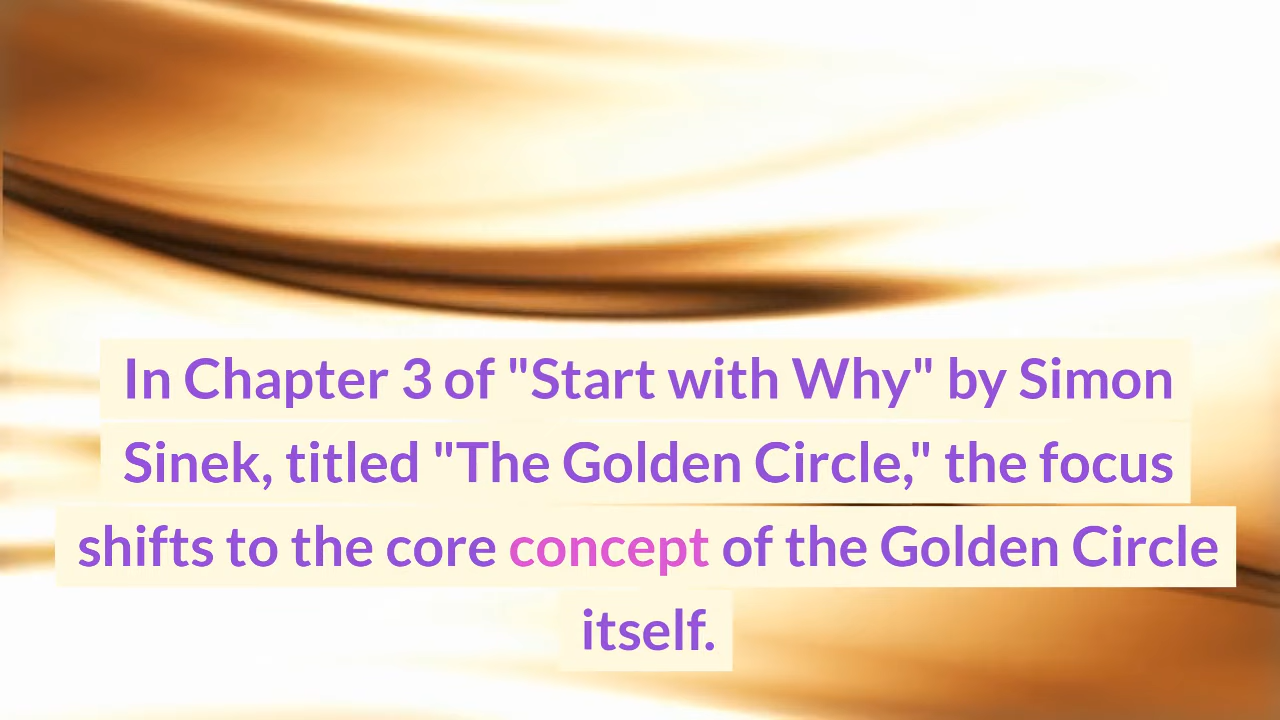 In Chapter 3 of "Start with Why" by Simon
Sinek, titled "The Golden Circle," the focus
shifts to the core concept of the Golden Circle
itself.